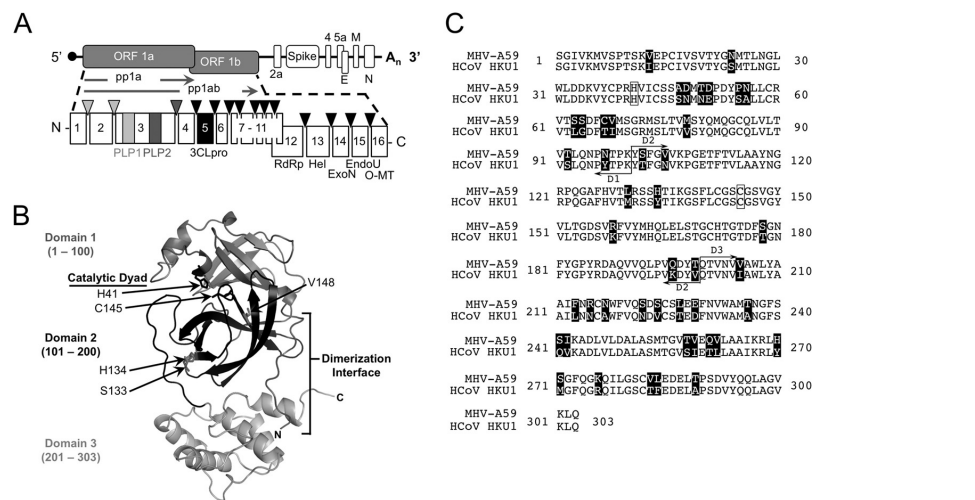 A
5' ORF 1a ORF 1b 2a Spike 4 5a E M N An 3'
pp1a
pp1ab
N - 1 2 3 4 5 6 7 - 11 12 13 14 15 16 - C
PLP1 PLP2 3CLpro RdRp Hel ExoN EndoU O-MT
B
Domain 1
(1 – 100)
Catalytic Dyad
H41
C145
V148
Domain 2
(101 – 200)
H134
S133
Dimerization
Interface
C
N
Domain 3
(201 – 303)
C
MHV-A59 SGIVKMVSPTSKVEPCIVSVTYGNMTLNGL
HCoV HKU1 1 SGIVKMVSPTSKIEPCIVSVTYGSMTLNGL 30
MHV-A59 WLDDKVYCPRHVICSSADMTDPDYPNLLCR
HCoV HKU1 31 WLDDKVYCPRHVICSSSNMNEPDYSALLCR 60
MHV-A59 VTSSDFCVMSGRMSLTVMSYQMQGCQLVLT
HCoV HKU1 61 VTLGDFTIMSGRMSLTVVSYQMQGCQLVLT 90
D2
MHV-A59 VTLQNPNTPKYSFGVVKPGETFTVLAAYNG
HCoV HKU1 91 VSLQNPYTPKYTFGNVKPGETFTVLAAYNG 120
D1
MHV-A59 RPQGAFHVTLRSSHTIKGSFLCGSCGSVGY
HCoV HKU1 121 RPQGAFHVTMRSSYTIKGSFLCGSCGSVGY 150
MHV-A59 VLTGDSVRFVYMHQLELSTGCHTGTDFSGN
HCoV HKU1 151 VLTGDSVKFVYMHQLELSTGCHTGTDFTGN 180
D3
MHV-A59 FYGPYRDAQVVQLPVQDYTQTVNVVAWLYA
HCoV HKU1 181 FYGPYRDAQVVQLPVKDYVQTVNVIAWLYA 210
D2
MHV-A59 AIFNRCNWFVQSDSCSLEEFNVWAMTNGFS
HCoV HKU1 211 AILNNCAWFVQNDVCSTEDFNVWAMANGFS 240
MHV-A59 SIKADLVLDALASMTGVTVEQVLAAIKRLH
HCoV HKU1 241 QVKADLVLDALASMTGVSIETLLAAIKRLY 270
MHV-A59 SGFQGKQILGSCVLEDELTPSDVYQQLAGV
HCoV HKU1 271 MGFQGRQILGSCTFEDELAPSDVYQQLAGV 300
MHV-A59 KLQ
HCoV HKU1 301 KLQ 303